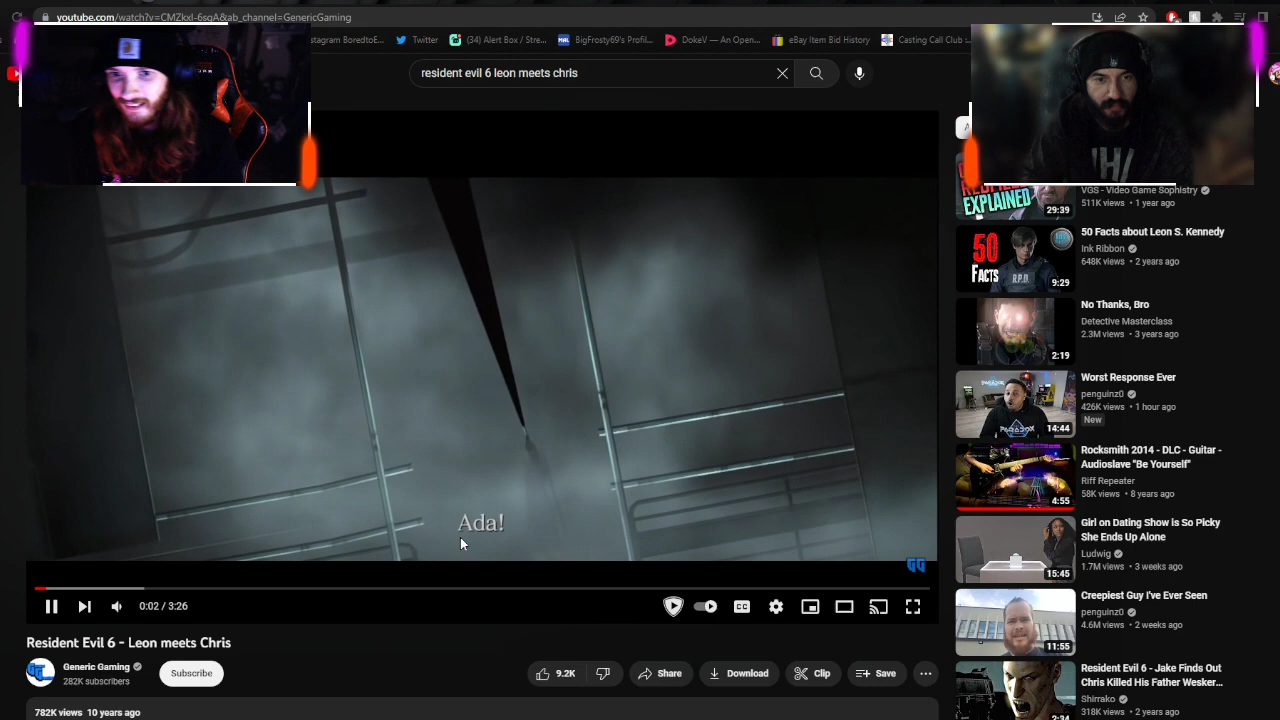 youtube.com/watch?v=CMZkxl-6sgA&ab_channel=GenericGaming
stagram BoredtoE... Twitter (34) Alert Box / Stre... MAL BigFrosty69's Profil... DokeV — An Open... eBay Item Bid History Casting Call Club :..
resident evil 6 leon meets chris
EXPLAINED
29:39
VGS - Video Game Sophistry
511K views • 1 year ago
50 FACTS
R.P.D.
9:29
50 Facts about Leon S. Kennedy
Ink Ribbon
648K views • 2 years ago
2:19
No Thanks, Bro
Detective Masterclass
2.3M views • 3 years ago
PARADOX
14:44
Worst Response Ever
penguinz0
426K views • 1 hour ago
New
4:55
Rocksmith 2014 - DLC - Guitar -
Audioslave "Be Yourself"
Riff Repeater
58K views • 8 years ago
15:45
Girl on Dating Show is So Picky
She Ends Up Alone
Ludwig
1.7M views • 3 weeks ago
11:55
Creepiest Guy I've Ever Seen
penguinz0
4.6M views • 2 weeks ago
2:34
Resident Evil 6 - Jake Finds Out
Chris Killed His Father Wesker...
Shirrako
318K views • 2 years ago
Ada!
GG
0:02 / 3:26
CC
Resident Evil 6 - Leon meets Chris
GG
Generic Gaming
282K subscribers
Subscribe
9.2K
Share
Download
Clip
Save
782K views 10 years ago